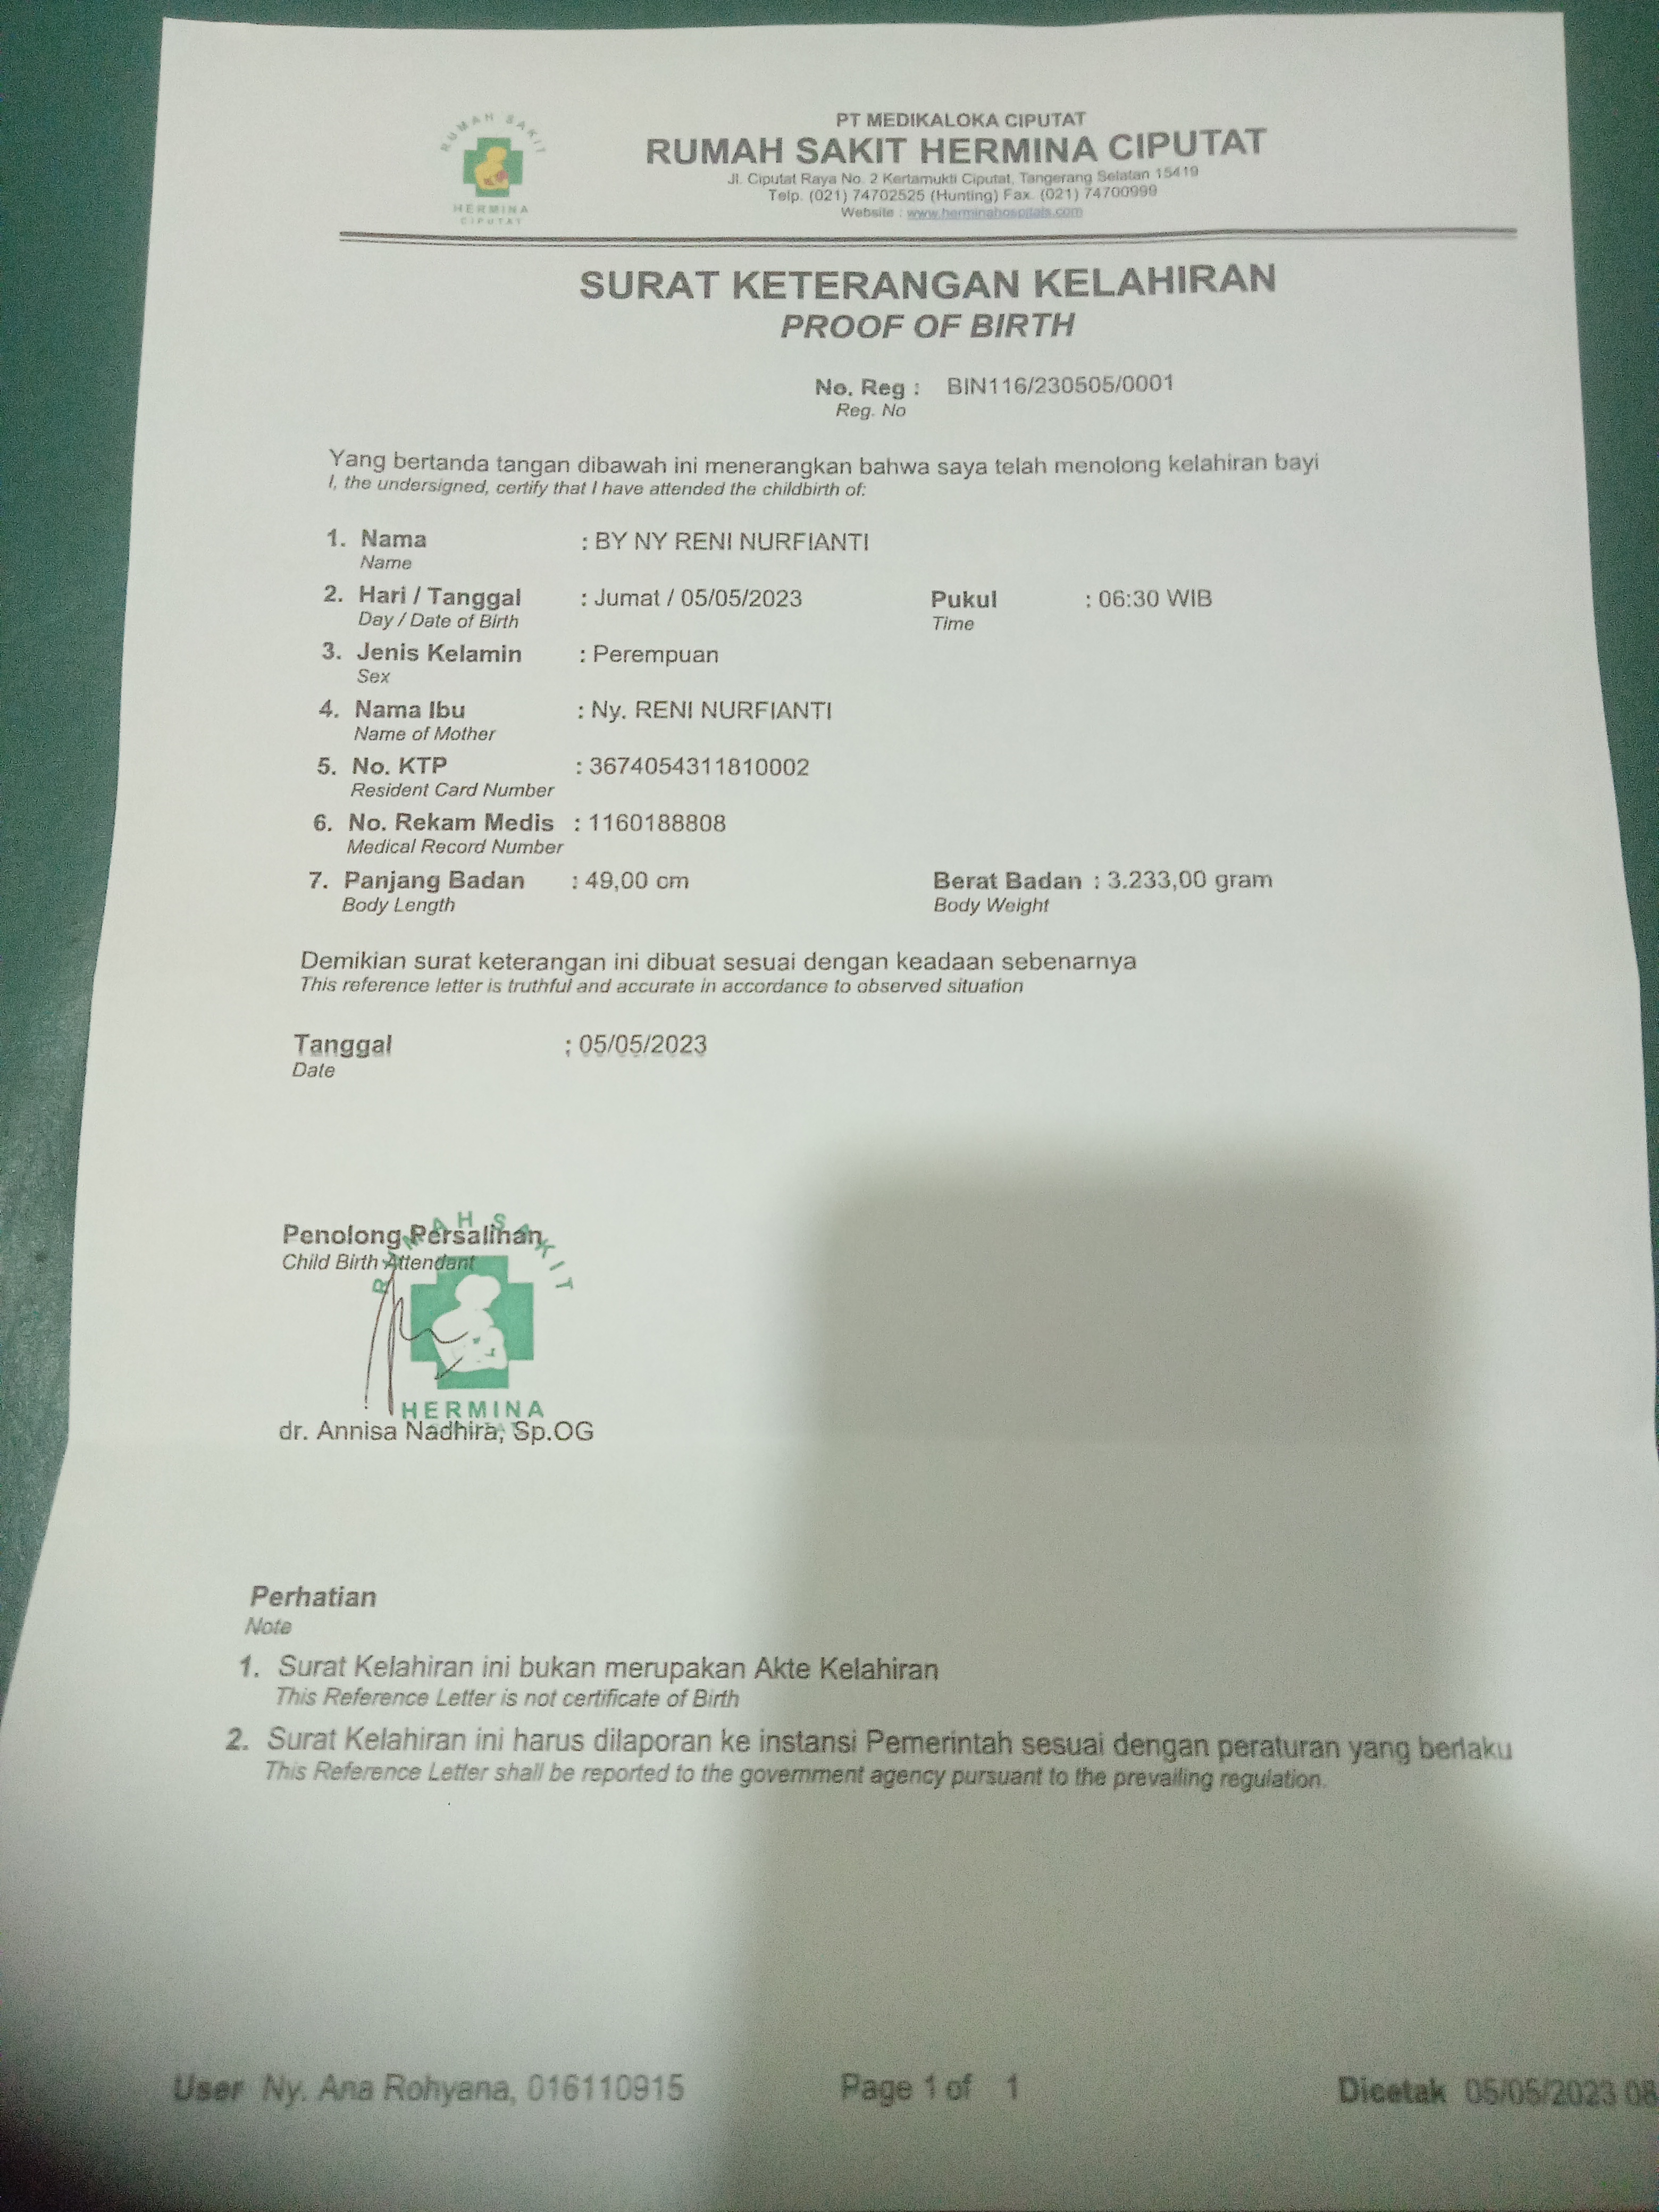 RUMAH SAKIT
HERMINA
CIPUTAT
PT MEDIKALOKA CIPUTAT
RUMAH SAKIT HERMINA CIPUTAT
Jl. Ciputat Raya No. 2 Kertamukti Ciputat, Tangerang Selatan 15419
Telp. (021) 74702525 (Hunting) Fax. (021) 74700999
Website : www.herminahospitals.com
SURAT KETERANGAN KELAHIRAN
PROOF OF BIRTH
No. Reg : BIN116/230505/0001
Reg. No
Yang bertanda tangan dibawah ini menerangkan bahwa saya telah menolong kelahiran bayi
I, the undersigned, certify that I have attended the childbirth of:
1. Nama : BY NY RENI NURFIANTI
Name
2. Hari / Tanggal : Jumat / 05/05/2023 Pukul : 06:30 WIB
Day / Date of Birth Time
3. Jenis Kelamin : Perempuan
Sex
4. Nama Ibu : Ny. RENI NURFIANTI
Name of Mother
5. No. KTP : 3674054311810002
Resident Card Number
6. No. Rekam Medis : 1160188808
Medical Record Number
7. Panjang Badan : 49,00 cm Berat Badan : 3.233,00 gram
Body Length Body Weight
Demikian surat keterangan ini dibuat sesuai dengan keadaan sebenarnya
This reference letter is truthful and accurate in accordance to observed situation
Tanggal : 05/05/2023
Date
Penolong Persalinan
Child Birth Attendant
RUMAH SAKIT
HERMINA
dr. Annisa Nadhira, Sp.OG
Perhatian
Note
1. Surat Kelahiran ini bukan merupakan Akte Kelahiran
This Reference Letter is not certificate of Birth
2. Surat Kelahiran ini harus dilaporan ke instansi Pemerintah sesuai dengan peraturan yang berlaku
This Reference Letter shall be reported to the government agency pursuant to the prevailing regulation.
User Ny. Ana Rohyana, 016110915 Page 1 of 1 Dicetak 05/05/2023 08